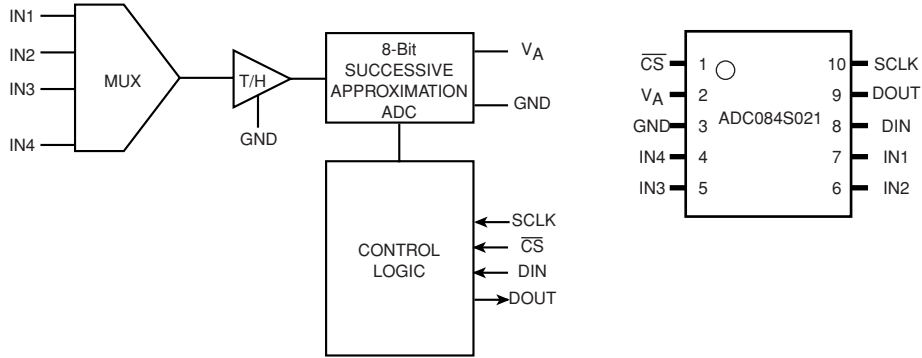 IN1
IN2
IN3
IN4
MUX
T/H
GND
8-Bit
SUCCESSIVE
APPROXIMATION
ADC
VA
GND
CONTROL
LOGIC
SCLK
CS
DIN
DOUT
CS 1 10 SCLK
VA 2 9 DOUT
GND 3 ADC084S021 8 DIN
IN4 4 7 IN1
IN3 5 6 IN2